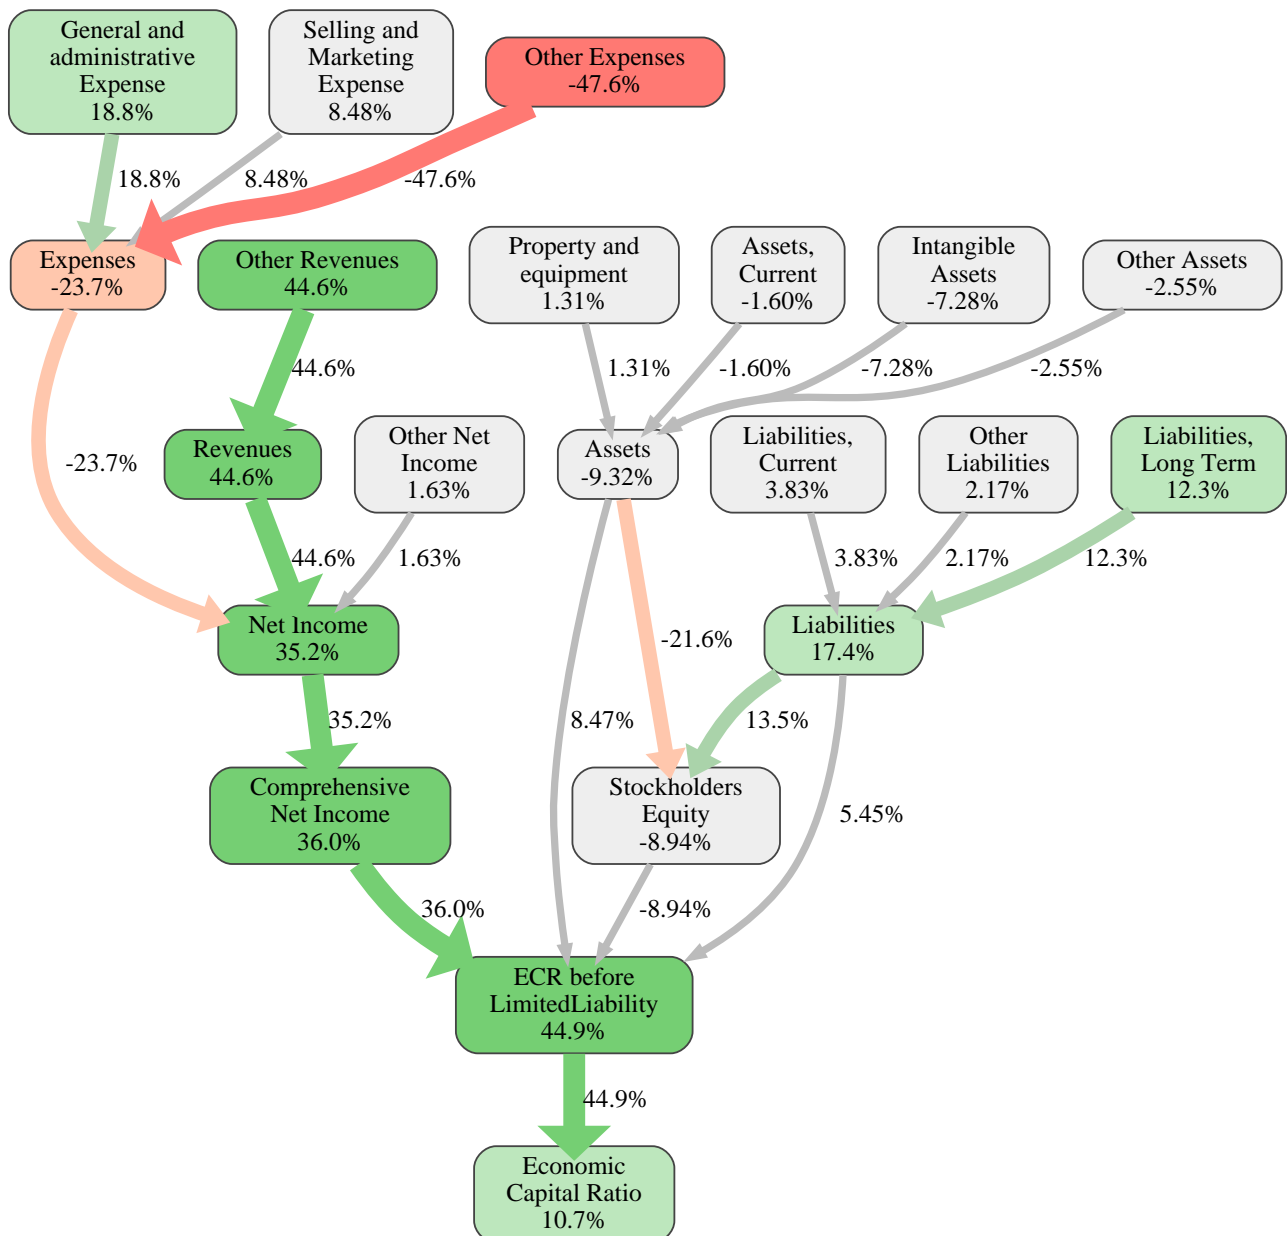 General and
administrative
Expense
18.8%
Selling and
Marketing
Expense
8.48%
Other Expenses
-47.6%
18.8%
8.48%
-47.6%
Expenses
-23.7%
Other Revenues
44.6%
Property and
equipment
1.31%
Assets,
Current
-1.60%
Intangible
Assets
-7.28%
Other Assets
-2.55%
44.6%
1.31%
-1.60%
-7.28%
-2.55%
-23.7%
Revenues
44.6%
Other Net
Income
1.63%
Assets
-9.32%
Liabilities,
Current
3.83%
Other
Liabilities
2.17%
Liabilities,
Long Term
12.3%
44.6%
1.63%
3.83%
2.17%
12.3%
Net Income
35.2%
-21.6%
Liabilities
17.4%
35.2%
8.47%
13.5%
Comprehensive
Net Income
36.0%
Stockholders
Equity
-8.94%
5.45%
36.0%
-8.94%
ECR before
LimitedLiability
44.9%
44.9%
Economic
Capital Ratio
10.7%